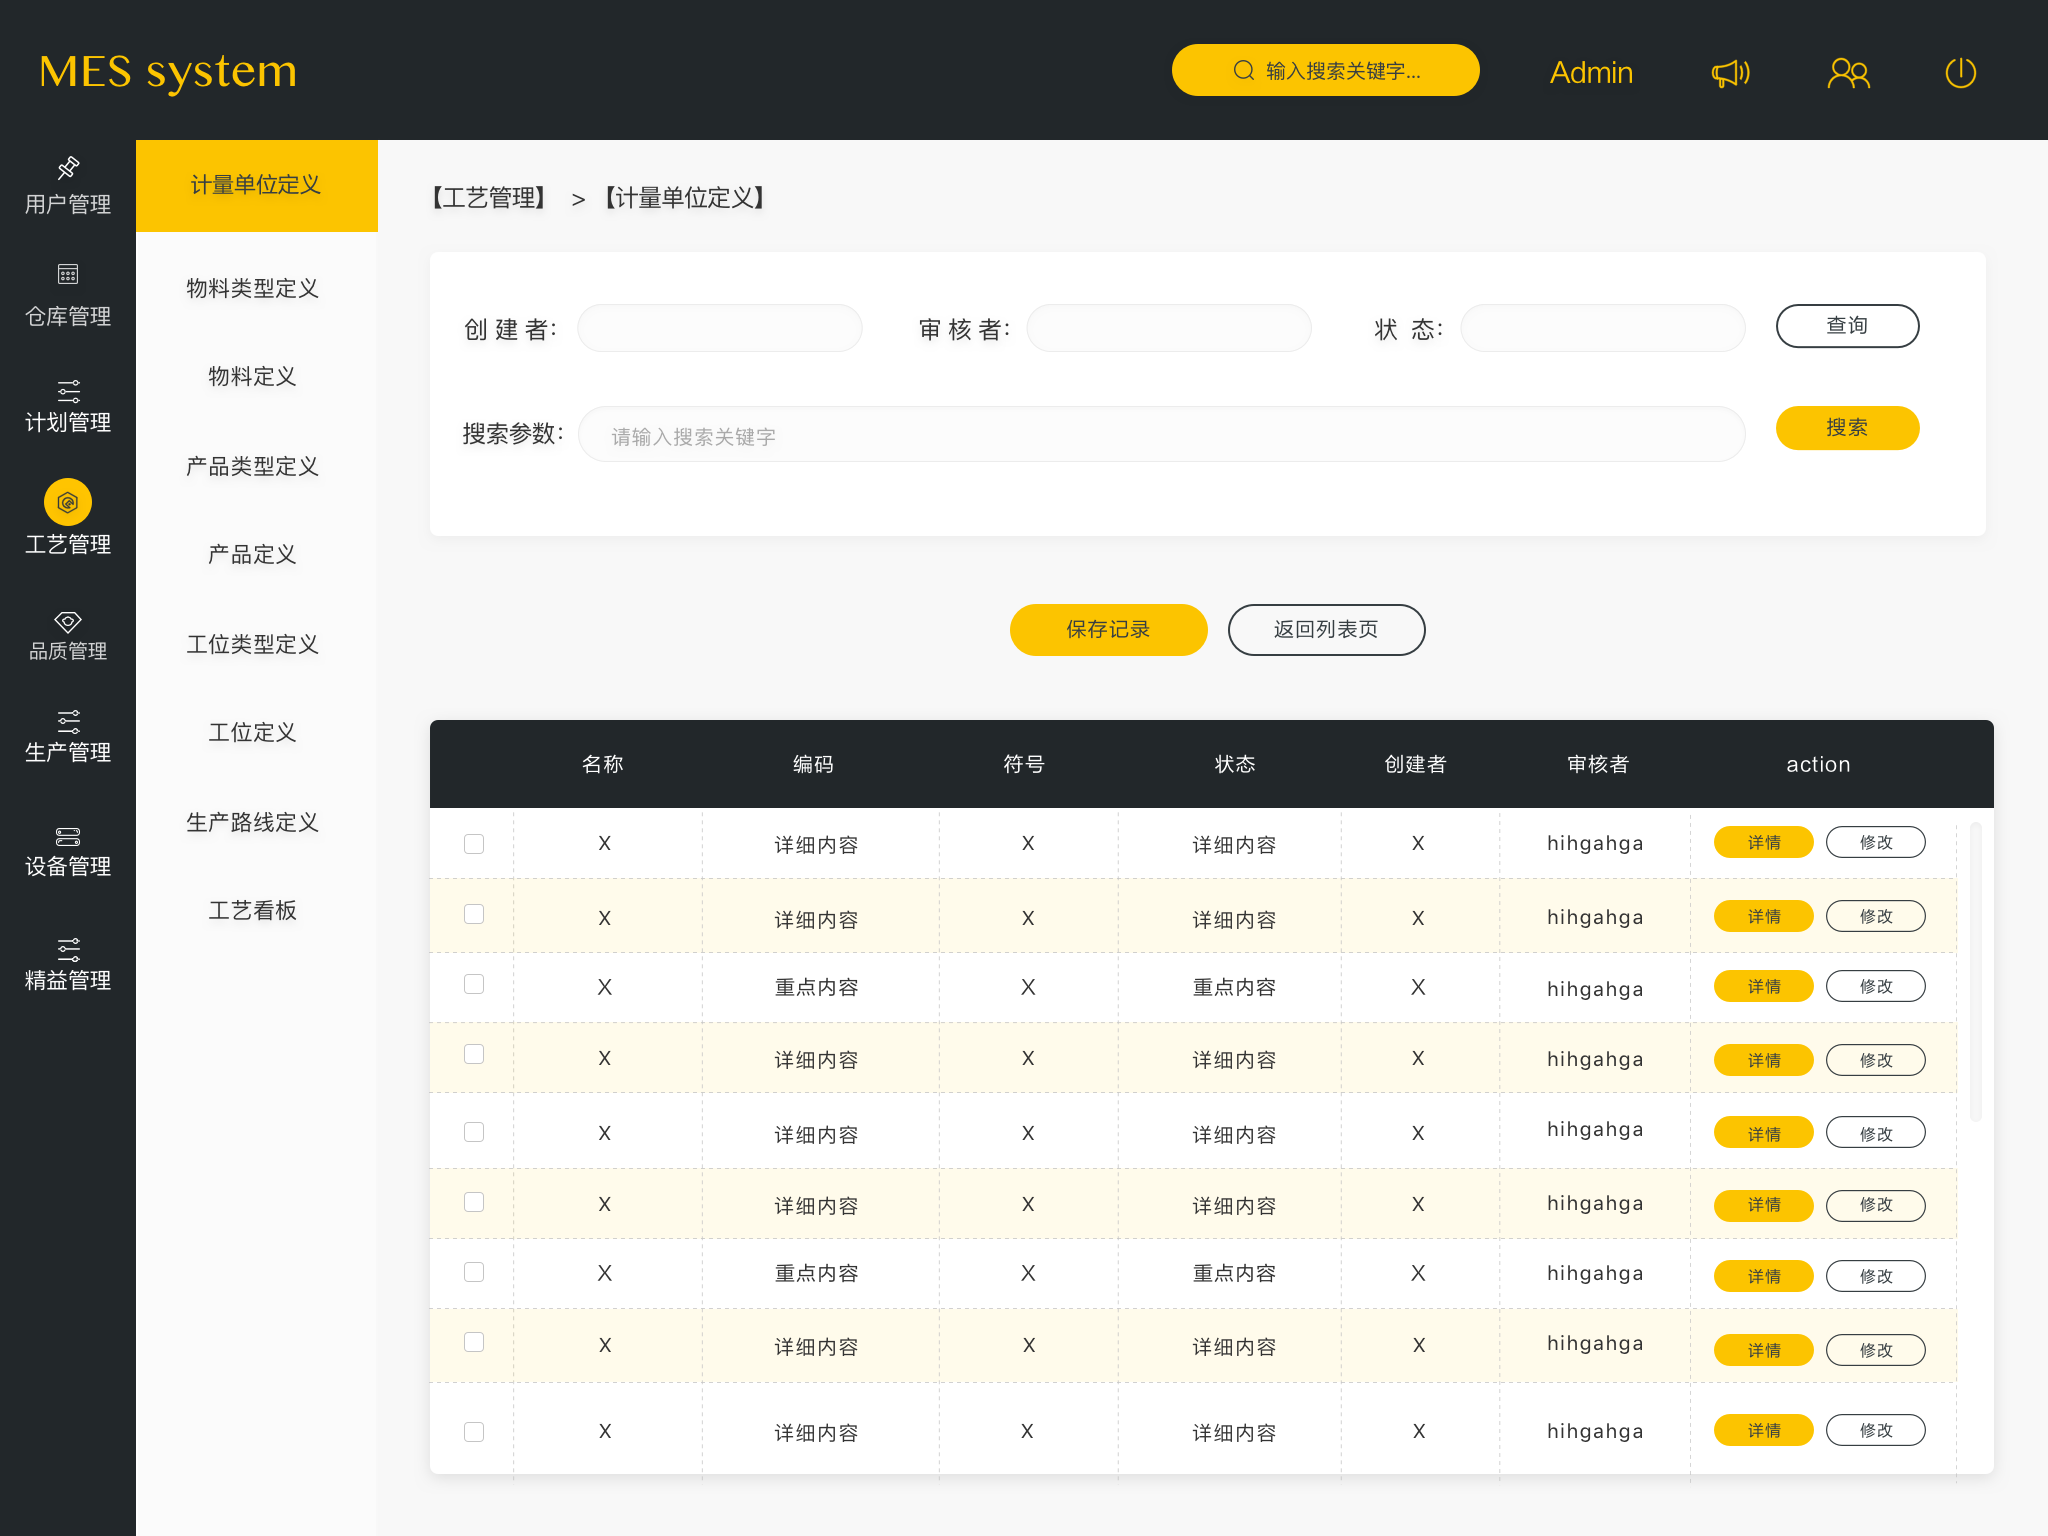 MES system
输入搜索关键字...
Admin
用户管理
仓库管理
计划管理
工艺管理
品质管理
生产管理
设备管理
精益管理
计量单位定义
物料类型定义
物料定义
产品类型定义
产品定义
工位类型定义
工位定义
生产路线定义
工艺看板
【工艺管理】 > 【计量单位定义】
创 建 者：
审 核 者：
状 态：
查询
搜索参数：
请输入搜索关键字
搜索
保存记录
返回列表页
名称 编码 符号 状态 创建者 审核者 action
X 详细内容 X 详细内容 X hihgahga 详情 修改
X 详细内容 X 详细内容 X hihgahga 详情 修改
X 重点内容 X 重点内容 X hihgahga 详情 修改
X 详细内容 X 详细内容 X hihgahga 详情 修改
X 详细内容 X 详细内容 X hihgahga 详情 修改
X 详细内容 X 详细内容 X hihgahga 详情 修改
X 重点内容 X 重点内容 X hihgahga 详情 修改
X 详细内容 X 详细内容 X hihgahga 详情 修改
X 详细内容 X 详细内容 X hihgahga 详情 修改